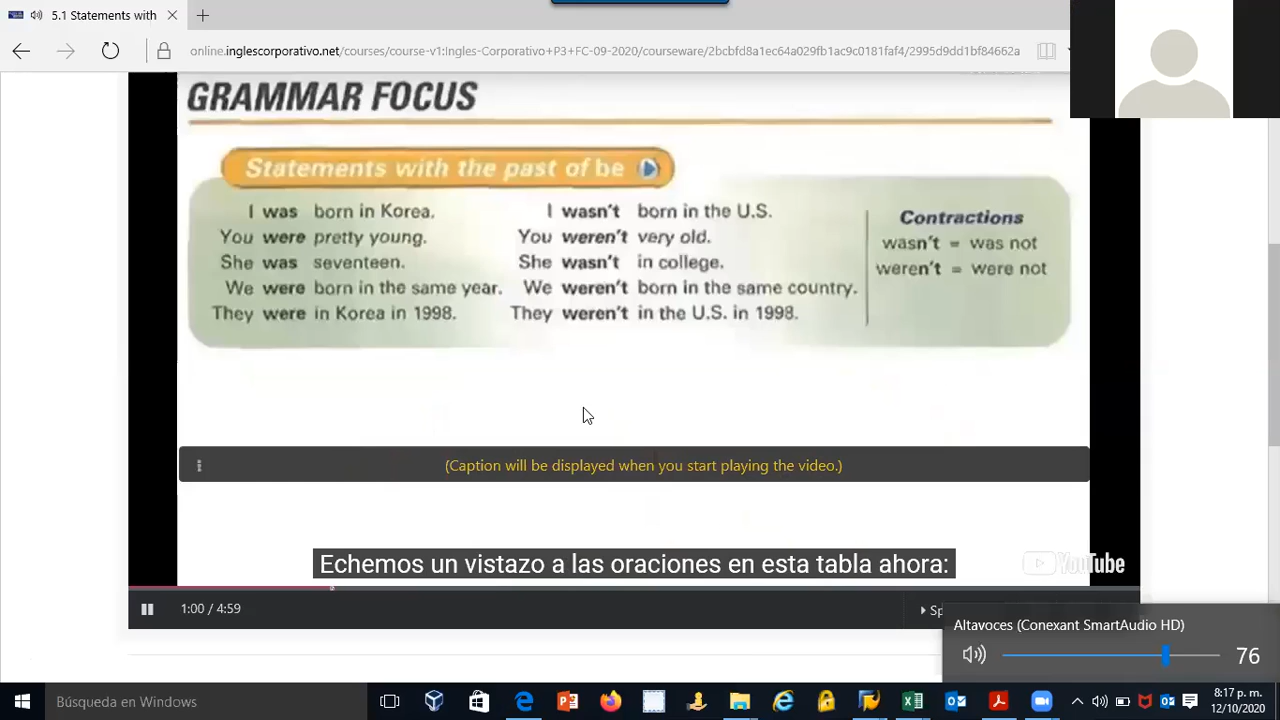 5.1 Statements with
online.inglescorporativo.net/courses/course-v1:Ingles-Corporativo+P3+FC-09-2020/courseware/2bcbfd8a1ec64a029fb1ac9c0181faf4/2995d9dd1bf84662a
GRAMMAR FOCUS
Statements with the past of be
I was born in Korea.
You were pretty young.
She was seventeen.
We were born in the same year.
They were in Korea in 1998.
I wasn't born in the U.S.
You weren't very old.
She wasn't in college.
We weren't born in the same country.
They weren't in the U.S. in 1998.
Contractions
wasn't = was not
weren't = were not
(Caption will be displayed when you start playing the video.)
Echemos un vistazo a las oraciones en esta tabla ahora:
YouTube
1:00 / 4:59
Sp
Altavoces (Conexant SmartAudio HD)
76
Búsqueda en Windows
8:17 p. m.
12/10/2020